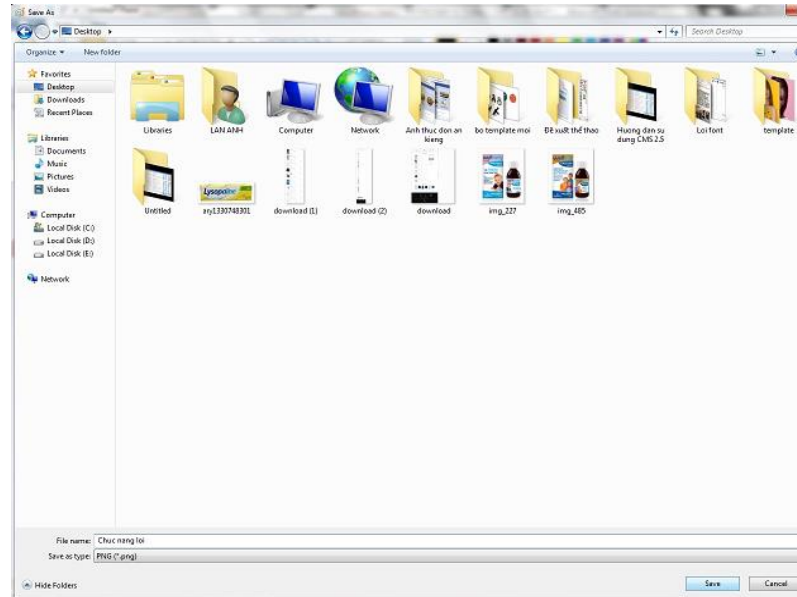 Save As
Desktop
Search Desktop
Organize
New folder
Favorites
Desktop
Downloads
Recent Places
Libraries
Documents
Music
Pictures
Videos
Computer
Local Disk (C:)
Local Disk (D:)
Local Disk (E:)
Network
Libraries
LAN ANH
Computer
Network
Anh thuc don an kieng
bo template moi
Đề xuất thể thao
Huong dan su dung CMS 2.5
Loi font
template
Untitled
Lysopaine
ary1330748301
download (1)
download (2)
download
img_227
img_485
File name: Chuc nang loi
Save as type: PNG (*.png)
Hide Folders
Save
Cancel